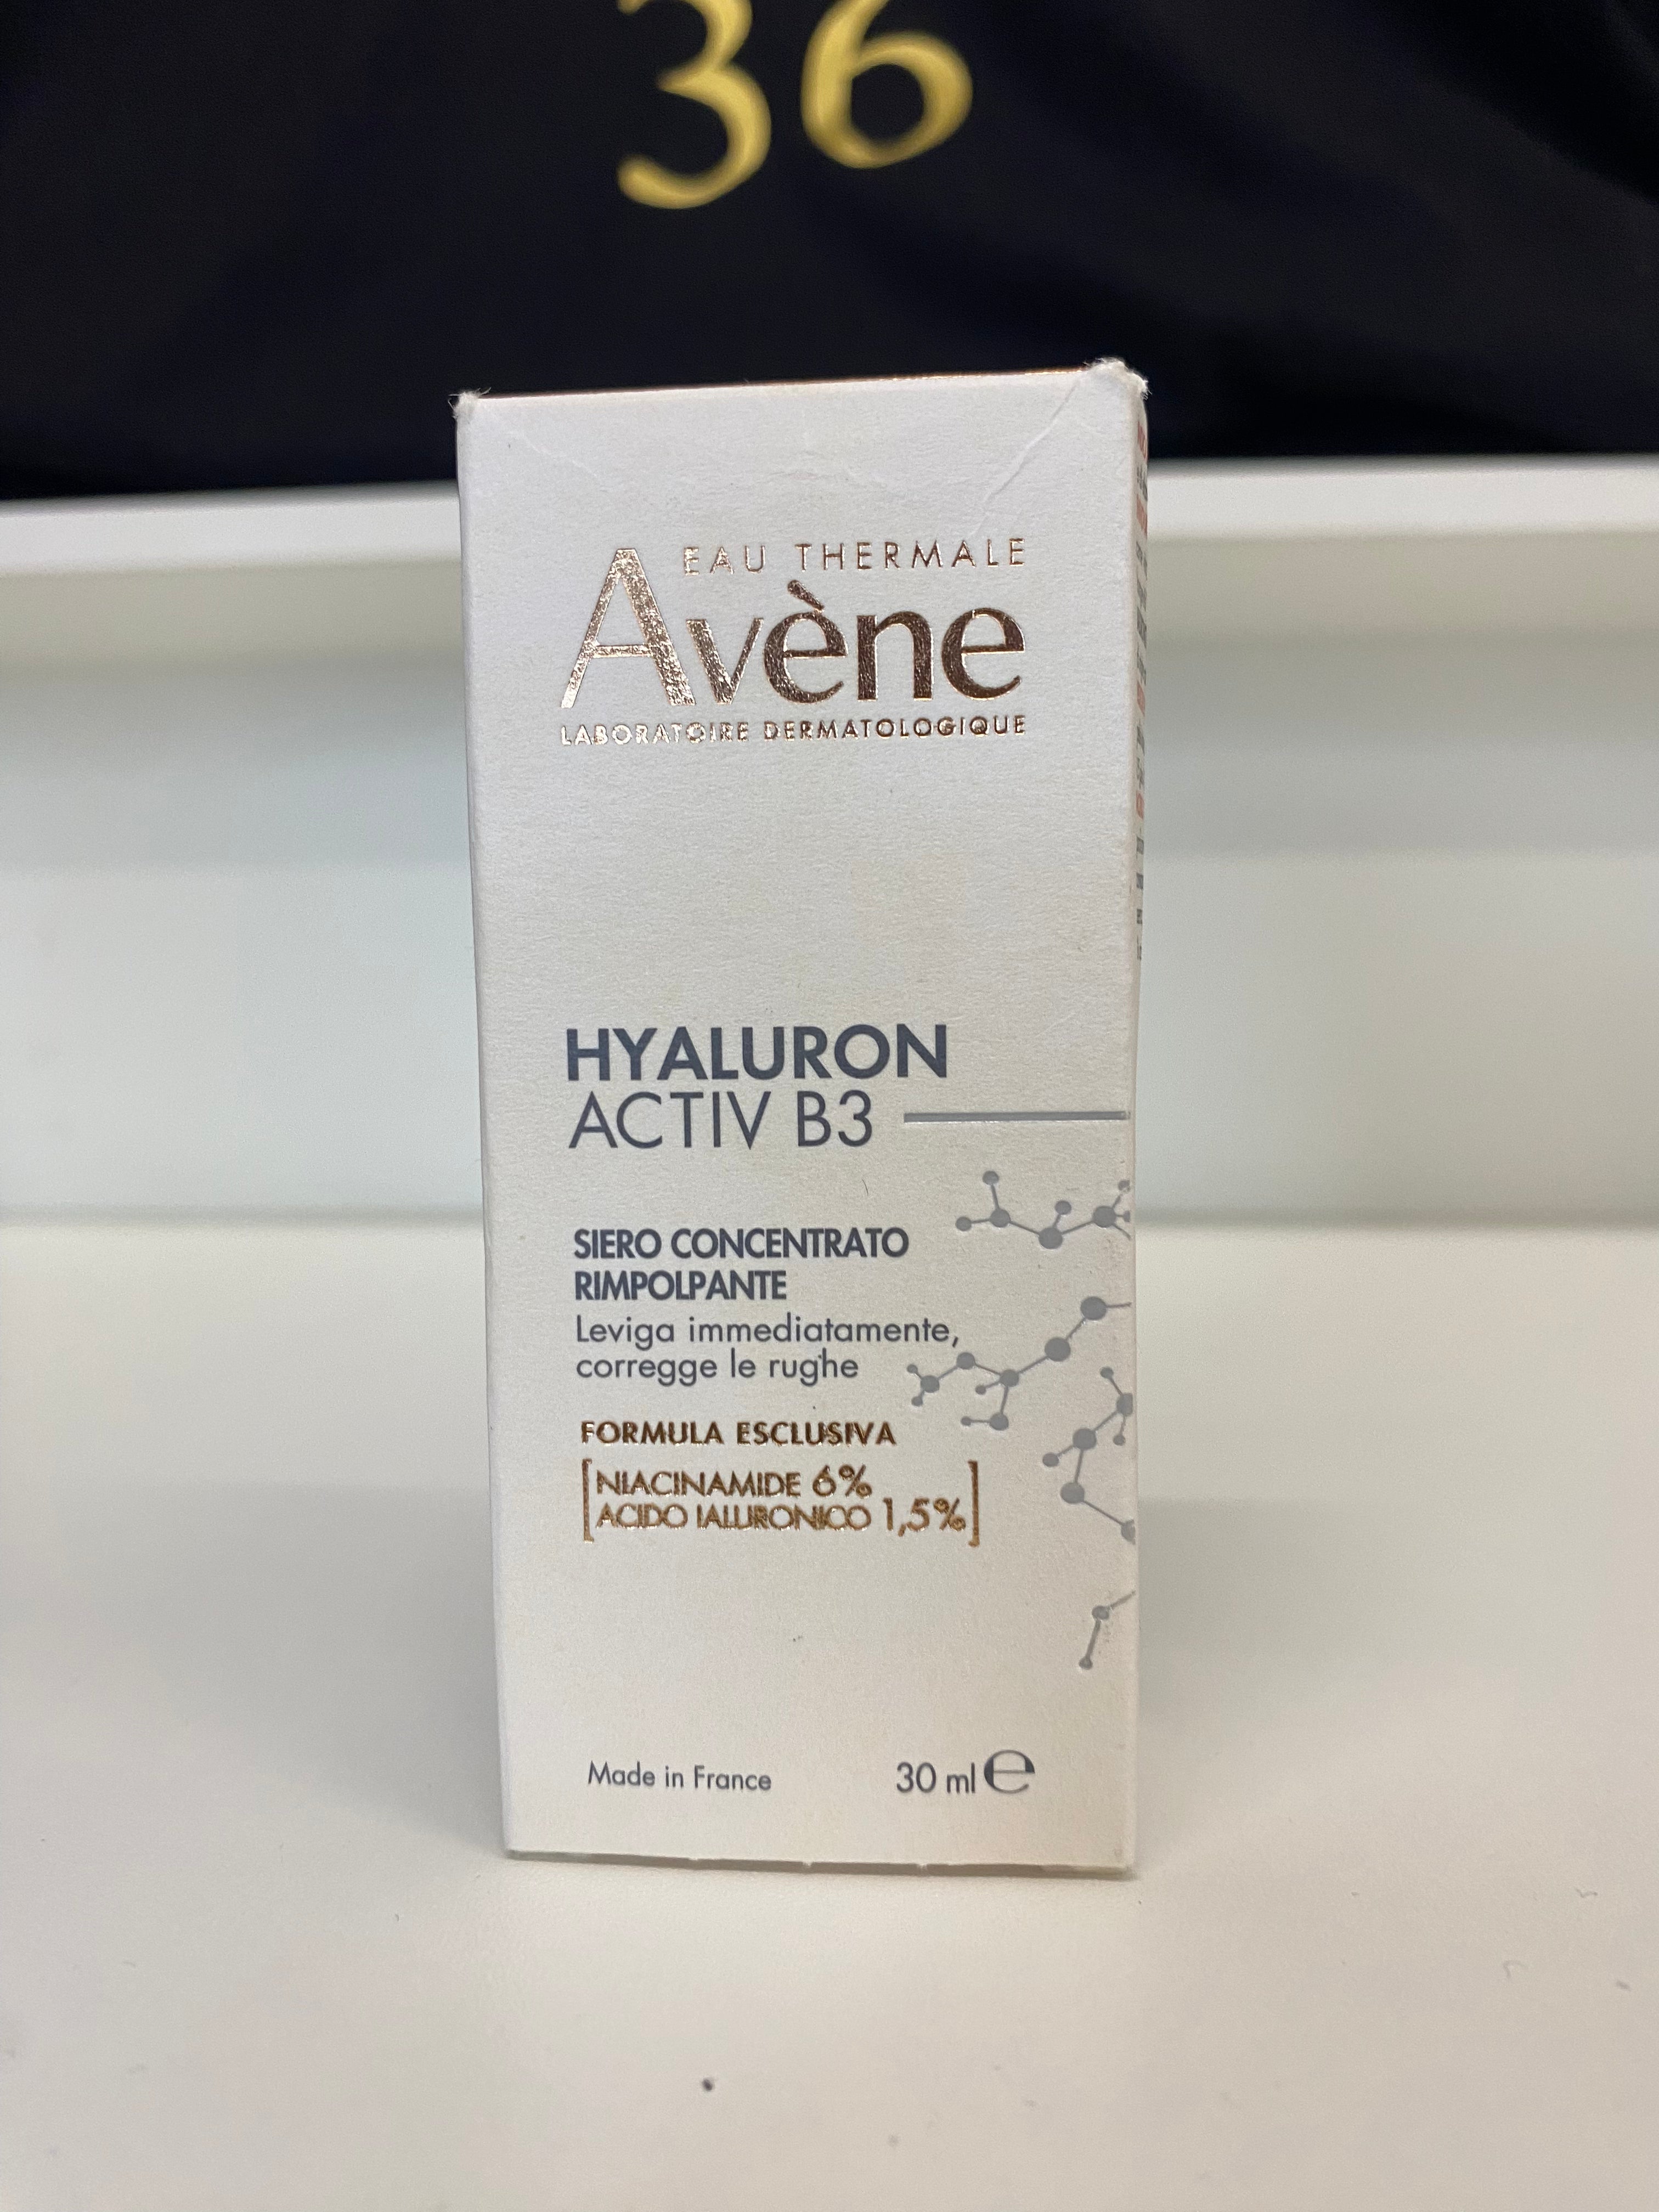 36
EAU THERMALE
Avène
LABORATOIRE DERMATOLOGIQUE
HYALURON
ACTIV B3
SIERO CONCENTRATO
RIMPOLPANTE
Leviga immediatamente,
corregge le rughe
FORMULA ESCLUSIVA
[NIACINAMIDE 6%
ACIDO IALURONICO 1,5%]
Made in France 30 ml ℮